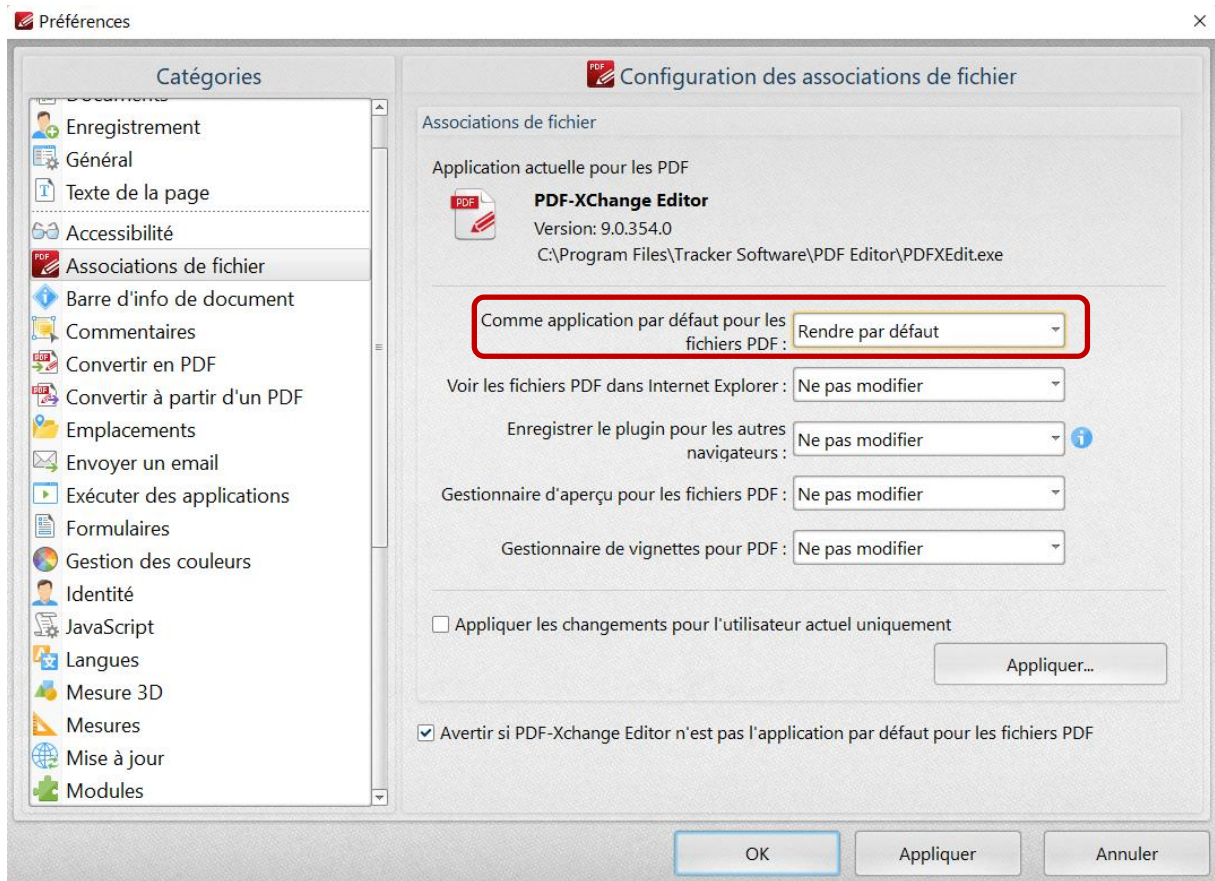 Préférences
Catégories
Documents
Enregistrement
Général
Texte de la page
Accessibilité
Associations de fichier
Barre d'info de document
Commentaires
Convertir en PDF
Convertir à partir d'un PDF
Emplacements
Envoyer un email
Exécuter des applications
Formulaires
Gestion des couleurs
Identité
JavaScript
Langues
Mesure 3D
Mesures
Mise à jour
Modules
Configuration des associations de fichier
Associations de fichier
Application actuelle pour les PDF
PDF-XChange Editor
Version: 9.0.354.0
C:\Program Files\Tracker Software\PDF Editor\PDFXEdit.exe
Comme application par défaut pour les
fichiers PDF : Rendre par défaut
Voir les fichiers PDF dans Internet Explorer : Ne pas modifier
Enregistrer le plugin pour les autres
navigateurs : Ne pas modifier
Gestionnaire d'aperçu pour les fichiers PDF : Ne pas modifier
Gestionnaire de vignettes pour PDF : Ne pas modifier
Appliquer les changements pour l'utilisateur actuel uniquement
Appliquer...
Avertir si PDF-Xchange Editor n'est pas l'application par défaut pour les fichiers PDF
OK
Appliquer
Annuler